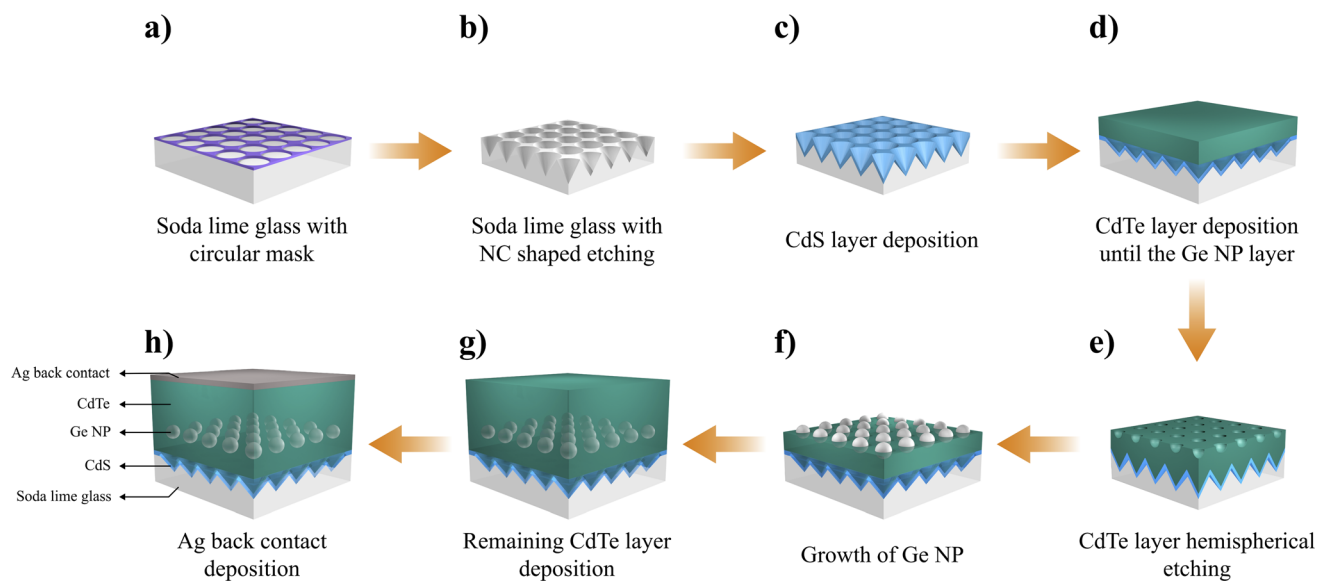 a)
b)
c)
d)
Soda lime glass with
circular mask
Soda lime glass with
NC shaped etching
CdS layer deposition
CdTe layer deposition
until the Ge NP layer
h)
g)
f)
e)
Ag back contact
CdTe
Ge NP
CdS
Soda lime glass
Ag back contact
deposition
Remaining CdTe layer
deposition
Growth of Ge NP
CdTe layer hemispherical
etching